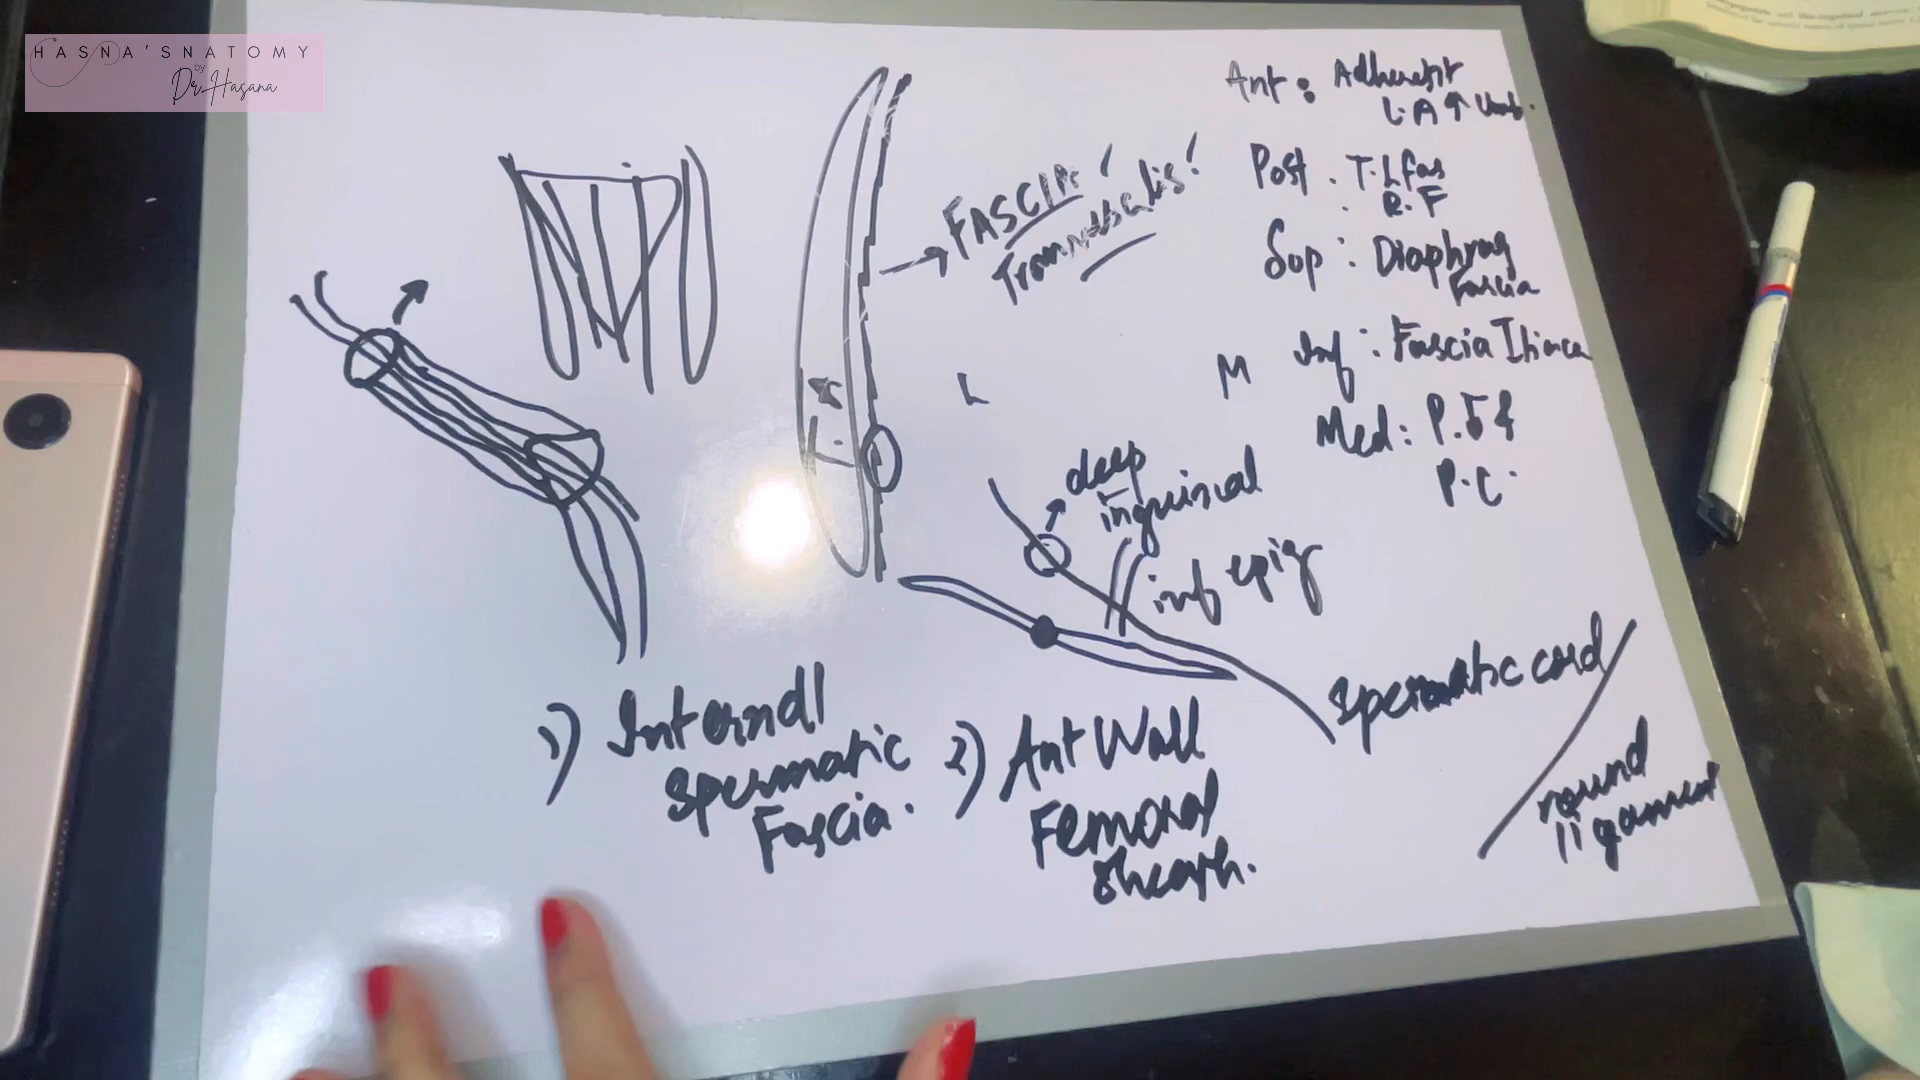 HASNA'SNATOMY
by
Dr.Hasana
Ant : Adherent
L.A ↑ Umb.
Post . T.L fas
R.F
Sup : Diaphrag
Fascia
Inf : Fascia Iliaca
Med : P.F &
P.C.
→ FASCIA
Transversalis!
L
M
deep
inguinal
inf epig
Spermatic cord
round
ligament
1) Internal
Spermatic
Fascia.
2) Ant Wall
Femoral
Sheath.